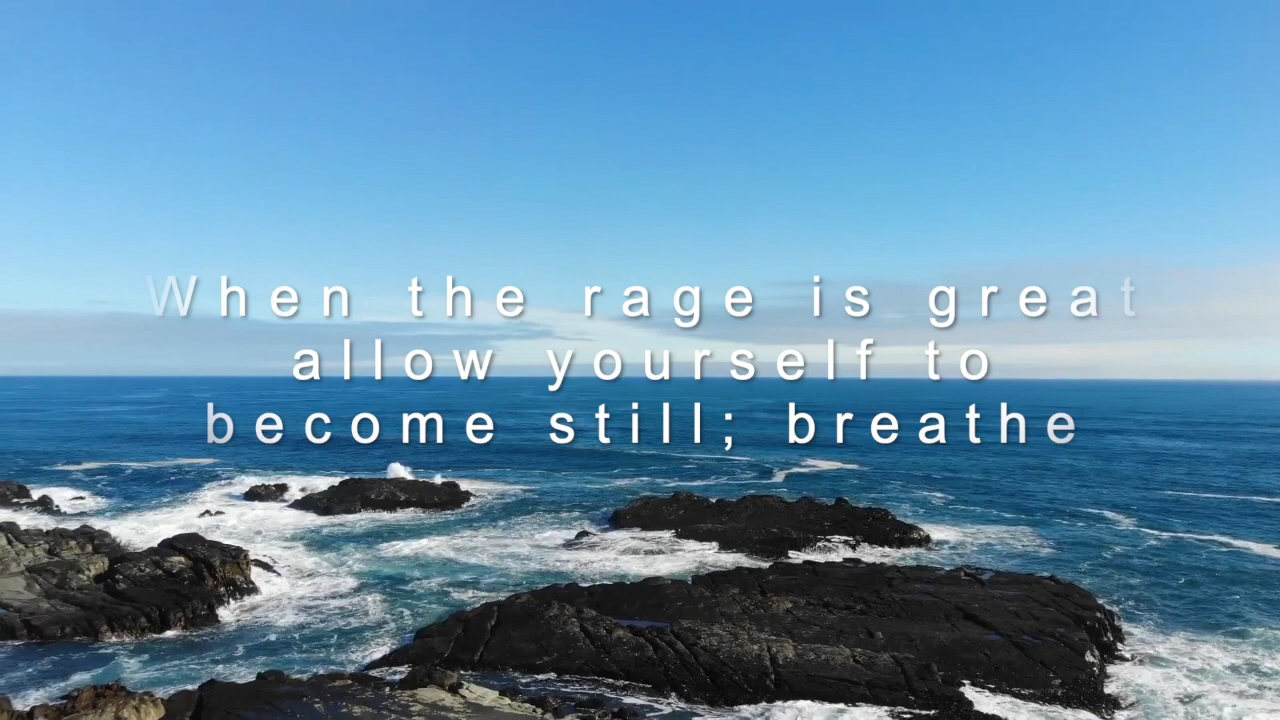 When the rage is great
allow yourself to
become still; breathe